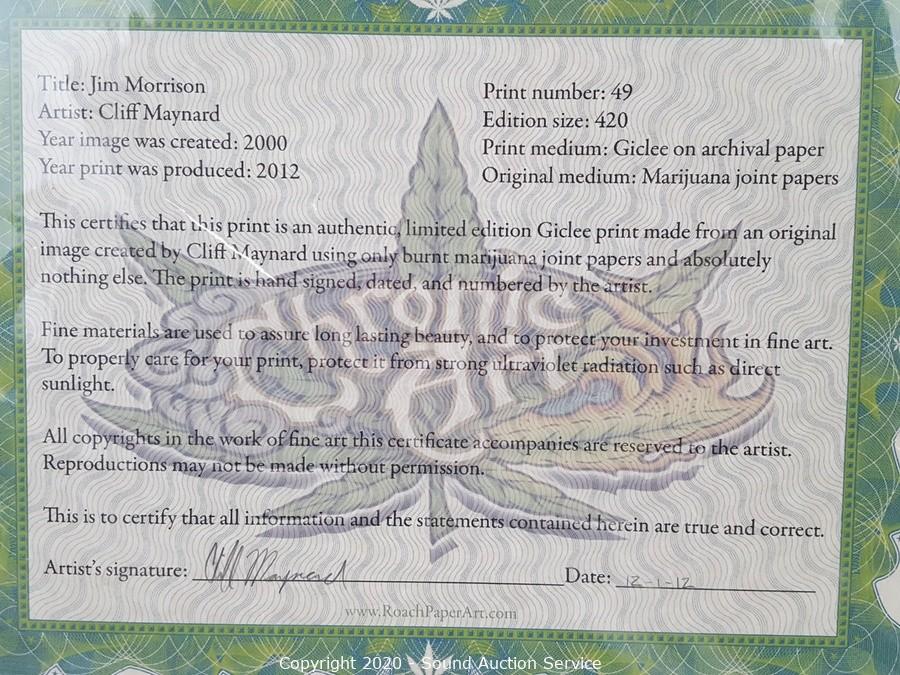 Title: Jim Morrison
Artist: Cliff Maynard
Year image was created: 2000
Year print was produced: 2012
Print number: 49
Edition size: 420
Print medium: Giclee on archival paper
Original medium: Marijuana joint papers
This certifies that this print is an authentic, limited edition Giclee print made from an original
image created by Cliff Maynard using only burnt marijuana joint papers and absolutely
nothing else. The print is hand signed, dated, and numbered by the artist.
Fine materials are used to assure long lasting beauty, and to protect your investment in fine art.
To properly care for your print, protect it from strong ultraviolet radiation such as direct
sunlight.
All copyrights in the work of fine art this certificate accompanies are reserved to the artist.
Reproductions may not be made without permission.
This is to certify that all information and the statements contained herein are true and correct.
Artist's signature: Cliff Maynard Date: 12-1-12
www.RoachPaperArt.com
Chronic
Art
Copyright 2020 - Sound Auction Service